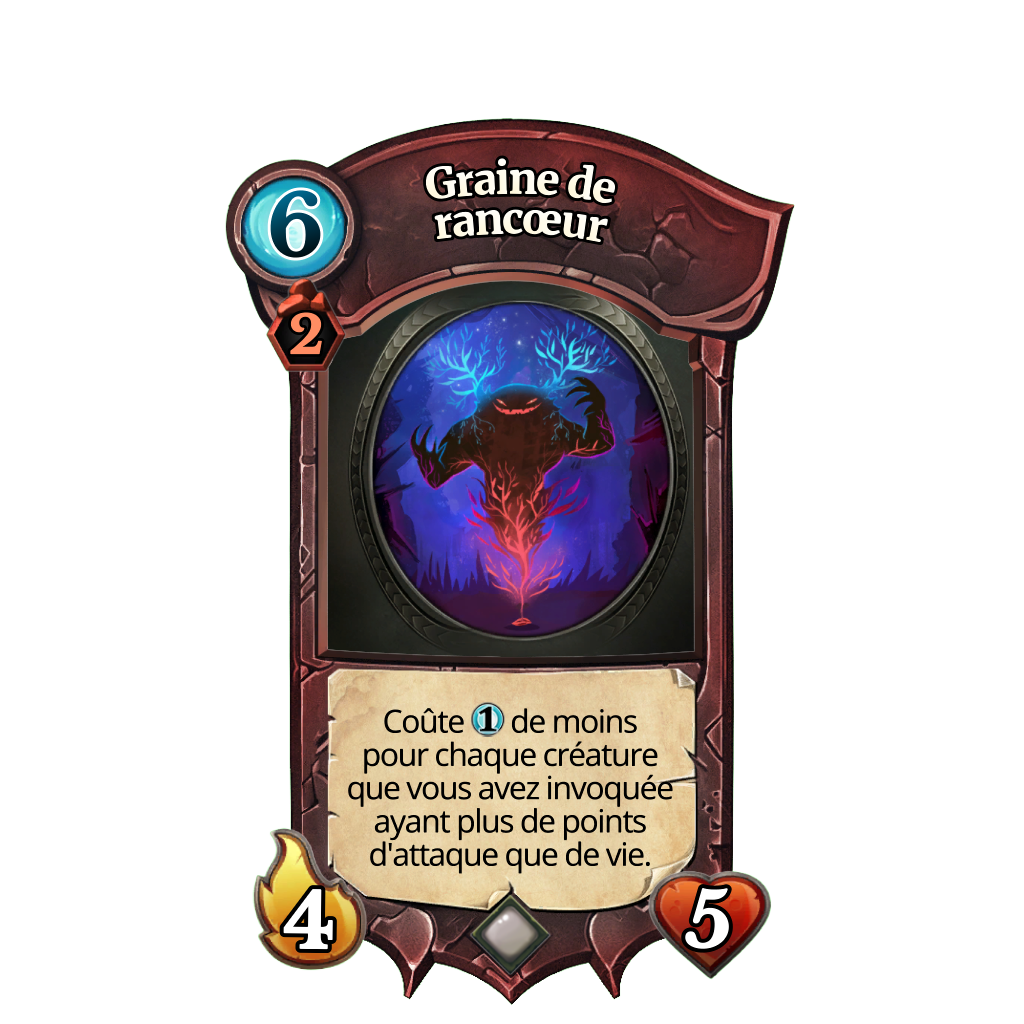 Graine de
rancœur
6
2
Coûte 1 de moins
pour chaque créature
que vous avez invoquée
ayant plus de points
d'attaque que de vie.
4
5